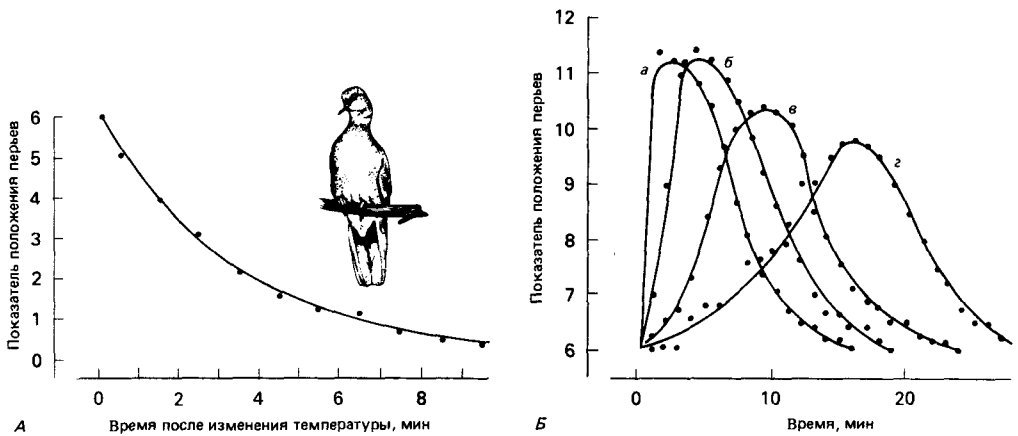 Показатель положения перьев
6
5
4
3
2
1
0
0 2 4 6 8
А Время после изменения температуры, мин
Показатель положения перьев
12
11
10
9
8
7
6
а б в г
0 10 20
Б Время, мин